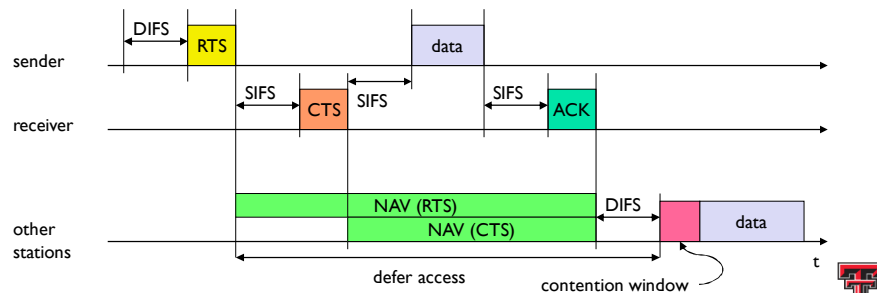 DIFS
RTS
data
sender
SIFS
CTS
SIFS
SIFS
ACK
receiver
NAV (RTS)
DIFS
NAV (CTS)
data
other
stations
t
defer access
contention window